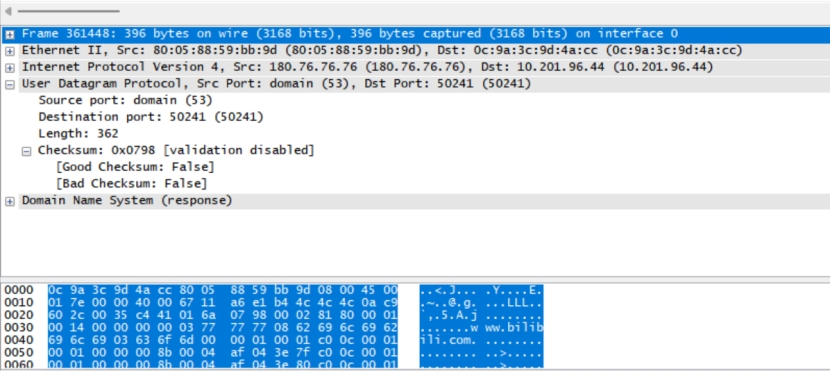 Frame 361448: 396 bytes on wire (3168 bits), 396 bytes captured (3168 bits) on interface 0
Ethernet II, Src: 80:05:88:59:bb:9d (80:05:88:59:bb:9d), Dst: 0c:9a:3c:9d:4a:cc (0c:9a:3c:9d:4a:cc)
Internet Protocol Version 4, Src: 180.76.76.76 (180.76.76.76), Dst: 10.201.96.44 (10.201.96.44)
User Datagram Protocol, Src Port: domain (53), Dst Port: 50241 (50241)
Source port: domain (53)
Destination port: 50241 (50241)
Length: 362
Checksum: 0x0798 [validation disabled]
[Good Checksum: False]
[Bad Checksum: False]
Domain Name System (response)
0000 0c 9a 3c 9d 4a cc 80 05 88 59 bb 9d 08 00 45 00 ..<.J... .Y....E.
0010 01 7e 00 00 40 00 67 11 a6 e1 b4 4c 4c 4c 0a c9 .~..@.g. ...LLL..
0020 60 2c 00 35 c4 41 01 6a 07 98 00 02 81 80 00 01 `,.5.A.j ........
0030 00 14 00 00 00 00 03 77 77 77 08 62 69 6c 69 62 .......w ww.bilib
0040 69 6c 69 03 63 6f 6d 00 00 01 00 01 c0 0c 00 01 ili.com. ........
0050 00 01 00 00 00 8b 00 04 af 04 3e 7f c0 0c 00 01 ........ ..>.....
0060 00 01 00 00 00 8b 00 04 af 04 3e 80 c0 0c 00 01 ........ ..>.....